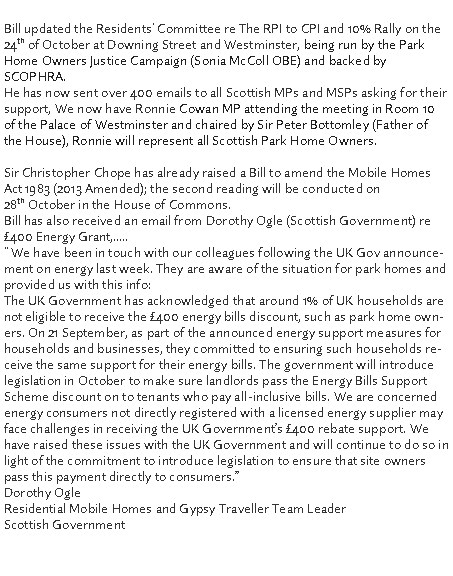 Bill updated the Residents' Committee re The RPI to CPI and 10% Rally on the
24th of October at Downing Street and Westminster, being run by the Park
Home Owners Justice Campaign (Sonia McColl OBE) and backed by
SCOPHRA.
He has now sent over 400 emails to all Scottish MPs and MSPs asking for their
support, We now have Ronnie Cowan MP attending the meeting in Room 10
of the Palace of Westminster and chaired by Sir Peter Bottomley (Father of
the House), Ronnie will represent all Scottish Park Home Owners.

Sir Christopher Chope has already raised a Bill to amend the Mobile Homes
Act 1983 (2013 Amended); the second reading will be conducted on
28th October in the House of Commons.
Bill has also received an email from Dorothy Ogle (Scottish Government) re
£400 Energy Grant,.....
" We have been in touch with our colleagues following the UK Gov announce-
ment on energy last week. They are aware of the situation for park homes and
provided us with this info:
The UK Government has acknowledged that around 1% of UK households are
not eligible to receive the £400 energy bills discount, such as park home own-
ers. On 21 September, as part of the announced energy support measures for
households and businesses, they committed to ensuring such households re-
ceive the same support for their energy bills. The government will introduce
legislation in October to make sure landlords pass the Energy Bills Support
Scheme discount on to tenants who pay all-inclusive bills. We are concerned
energy consumers not directly registered with a licensed energy supplier may
face challenges in receiving the UK Government's £400 rebate support. We
have raised these issues with the UK Government and will continue to do so in
light of the commitment to introduce legislation to ensure that site owners
pass this payment directly to consumers."
Dorothy Ogle
Residential Mobile Homes and Gypsy Traveller Team Leader
Scottish Government